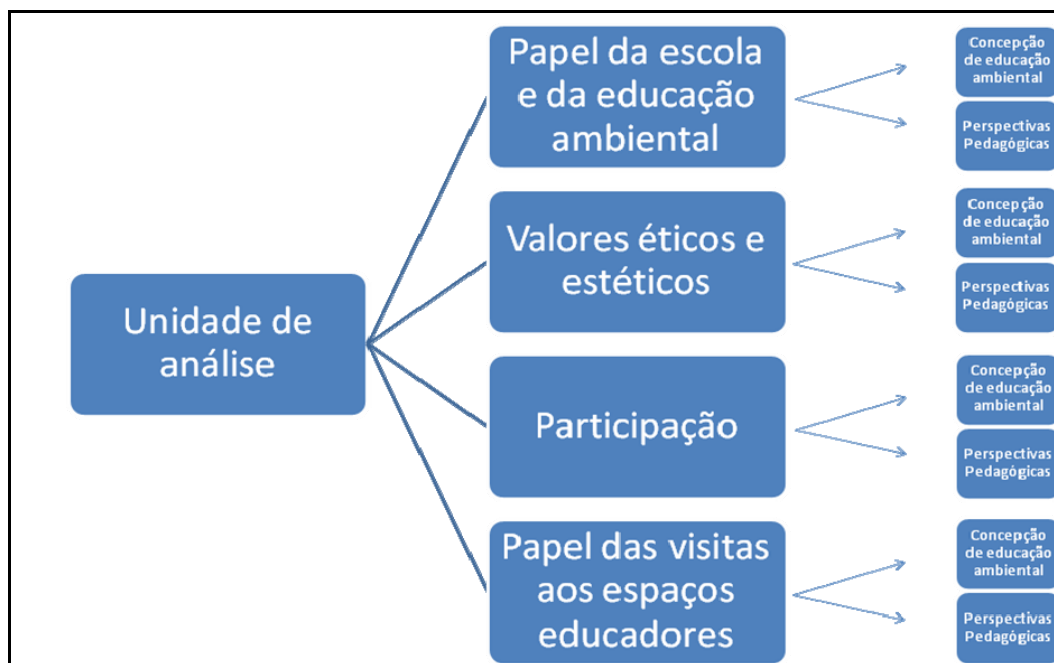 Papel da escola
e da educação
ambiental
Concepção
de educação
ambiental
Perspectivas
Pedagógicas
Valores éticos e
estéticos
Concepção
de educação
ambiental
Perspectivas
Pedagógicas
Unidade de
análise
Participação
Concepção
de educação
ambiental
Perspectivas
Pedagógicas
Papel das visitas
aos espaços
educadores
Concepção
de educação
ambiental
Perspectivas
Pedagógicas